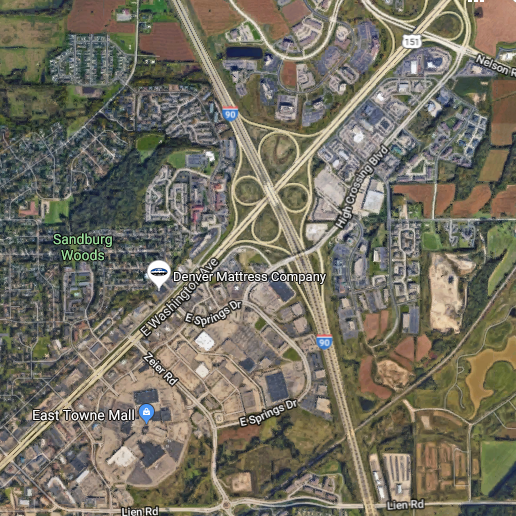 151
Nelson R
90
High Crossing Blvd.
Sandburg
Woods
Denver Mattress Company
E Washington Ave
E Springs Dr
90
Zeier Rd
East Towne Mall
E Springs Dr
Lien Rd
Lien Rd